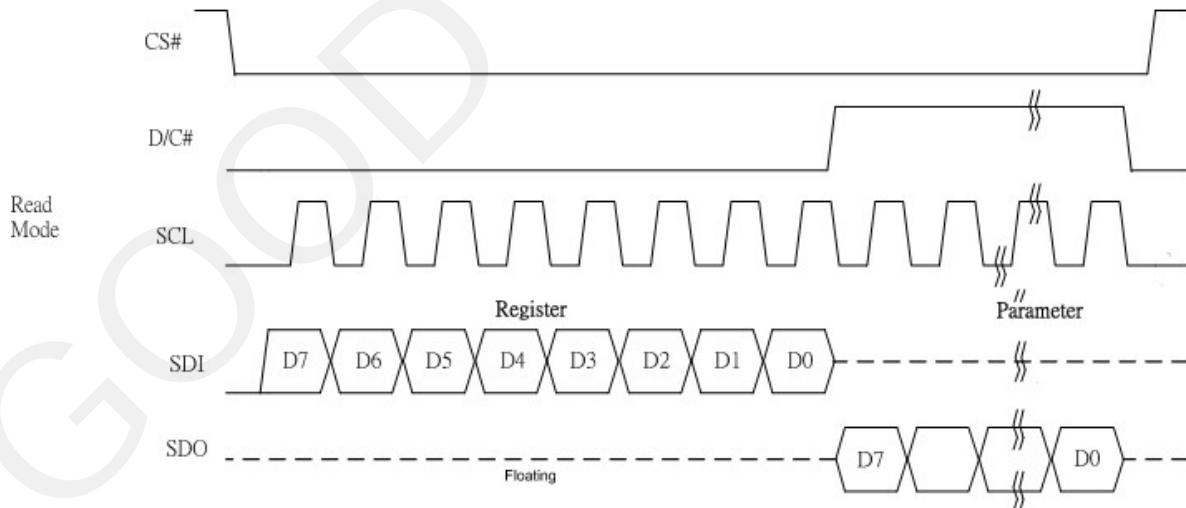 CS#
D/C#
Read
Mode
SCL
Register
Parameter
SDI
D7 D6 D5 D4 D3 D2 D1 D0
SDO
Floating
D7 D0
GOOD